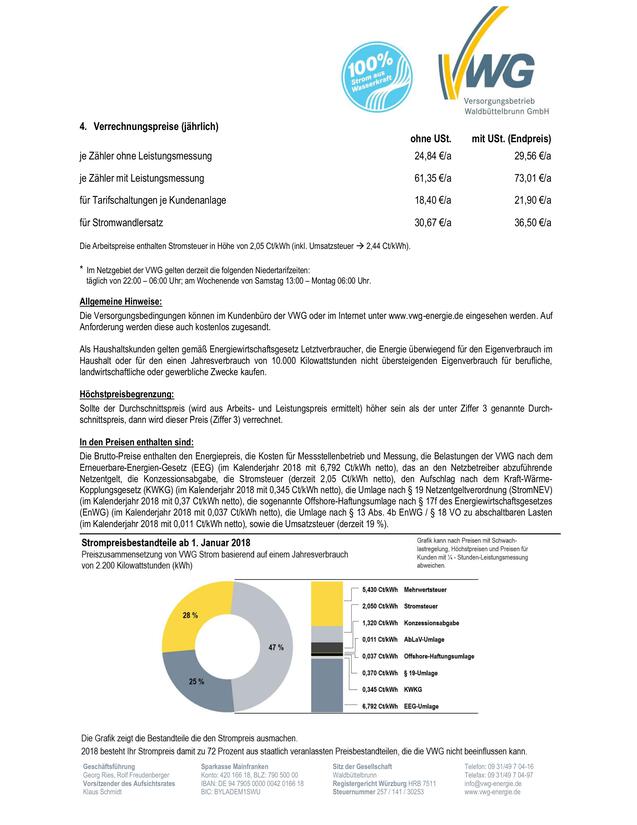 100%
Strom aus
Wasserkraft
VWG
Versorgungsbetrieb
Waldbüttelbrunn GmbH
4. Verrechnungspreise (jährlich)
ohne USt. mit USt. (Endpreis)
je Zähler ohne Leistungsmessung 24,84 €/a 29,56 €/a
je Zähler mit Leistungsmessung 61,35 €/a 73,01 €/a
für Tarifschaltungen je Kundenanlage 18,40 €/a 21,90 €/a
für Stromwandlersatz 30,67 €/a 36,50 €/a
Die Arbeitspreise enthalten Stromsteuer in Höhe von 2,05 Ct/kWh (inkl. Umsatzsteuer → 2,44 Ct/kWh).
* Im Netzgebiet der VWG gelten derzeit die folgenden Niedertarifzeiten:
täglich von 22:00 – 06:00 Uhr; am Wochenende von Samstag 13:00 – Montag 06:00 Uhr.
Allgemeine Hinweise:
Die Versorgungsbedingungen können im Kundenbüro der VWG oder im Internet unter www.vwg-energie.de eingesehen werden. Auf
Anforderung werden diese auch kostenlos zugesandt.
Als Haushaltskunden gelten gemäß Energiewirtschaftsgesetz Letztverbraucher, die Energie überwiegend für den Eigenverbrauch im
Haushalt oder für den einen Jahresverbrauch von 10.000 Kilowattstunden nicht übersteigenden Eigenverbrauch für berufliche,
landwirtschaftliche oder gewerbliche Zwecke kaufen.
Höchstpreisbegrenzung:
Sollte der Durchschnittspreis (wird aus Arbeits- und Leistungspreis ermittelt) höher sein als der unter Ziffer 3 genannte Durch-
schnittspreis, dann wird dieser Preis (Ziffer 3) verrechnet.
In den Preisen enthalten sind:
Die Brutto-Preise enthalten den Energiepreis, die Kosten für Messstellenbetrieb und Messung, die Belastungen der VWG nach dem
Erneuerbare-Energien-Gesetz (EEG) (im Kalenderjahr 2018 mit 6,792 Ct/kWh netto), das an den Netzbetreiber abzuführende
Netzentgelt, die Konzessionsabgabe, die Stromsteuer (derzeit 2,05 Ct/kWh netto), den Aufschlag nach dem Kraft-Wärme-
Kopplungsgesetz (KWKG) (im Kalenderjahr 2018 mit 0,345 Ct/kWh netto), die Umlage nach § 19 Netzentgeltverordnung (StromNEV)
(im Kalenderjahr 2018 mit 0,37 Ct/kWh netto), die sogenannte Offshore-Haftungsumlage nach § 17f des Energiewirtschaftsgesetzes
(EnWG) (im Kalenderjahr 2018 mit 0,037 Ct/kWh netto), die Umlage nach § 13 Abs. 4b EnWG / § 18 VO zu abschaltbaren Lasten
(im Kalenderjahr 2018 mit 0,011 Ct/kWh netto), sowie die Umsatzsteuer (derzeit 19 %).
Strompreisbestandteile ab 1. Januar 2018
Preiszusammensetzung von VWG Strom basierend auf einem Jahresverbrauch
von 2.200 Kilowattstunden (kWh)
Grafik kann nach Preisen mit Schwach-
lastregelung, Höchstpreisen und Preisen für
Kunden mit ¼ - Stunden-Leistungsmessung
abweichen.
28 %
47 %
25 %
5,430 Ct/kWh Mehrwertsteuer
2,050 Ct/kWh Stromsteuer
1,320 Ct/kWh Konzessionsabgabe
0,011 Ct/kWh AbLaV-Umlage
0,037 Ct/kWh Offshore-Haftungsumlage
0,370 Ct/kWh § 19-Umlage
0,345 Ct/kWh KWKG
6,792 Ct/kWh EEG-Umlage
Die Grafik zeigt die Bestandteile die den Strompreis ausmachen.
2018 besteht Ihr Strompreis damit zu 72 Prozent aus staatlich veranlassten Preisbestandteilen, die die VWG nicht beeinflussen kann.
Geschäftsführung Sparkasse Mainfranken Sitz der Gesellschaft Telefon: 09 31/49 7 04-16
Georg Ries, Rolf Freudenberger Konto: 420 166 18, BLZ: 790 500 00 Waldbüttelbrunn Telefax: 09 31/49 7 04-97
Vorsitzender des Aufsichtsrates IBAN: DE 94 7905 0000 0042 0166 18 Registergericht Würzburg HRB 7511 info@vwg-energie.de
Klaus Schmidt BIC: BYLADEM1SWU Steuernummer 257 / 141 / 30253 www.vwg-energie.de